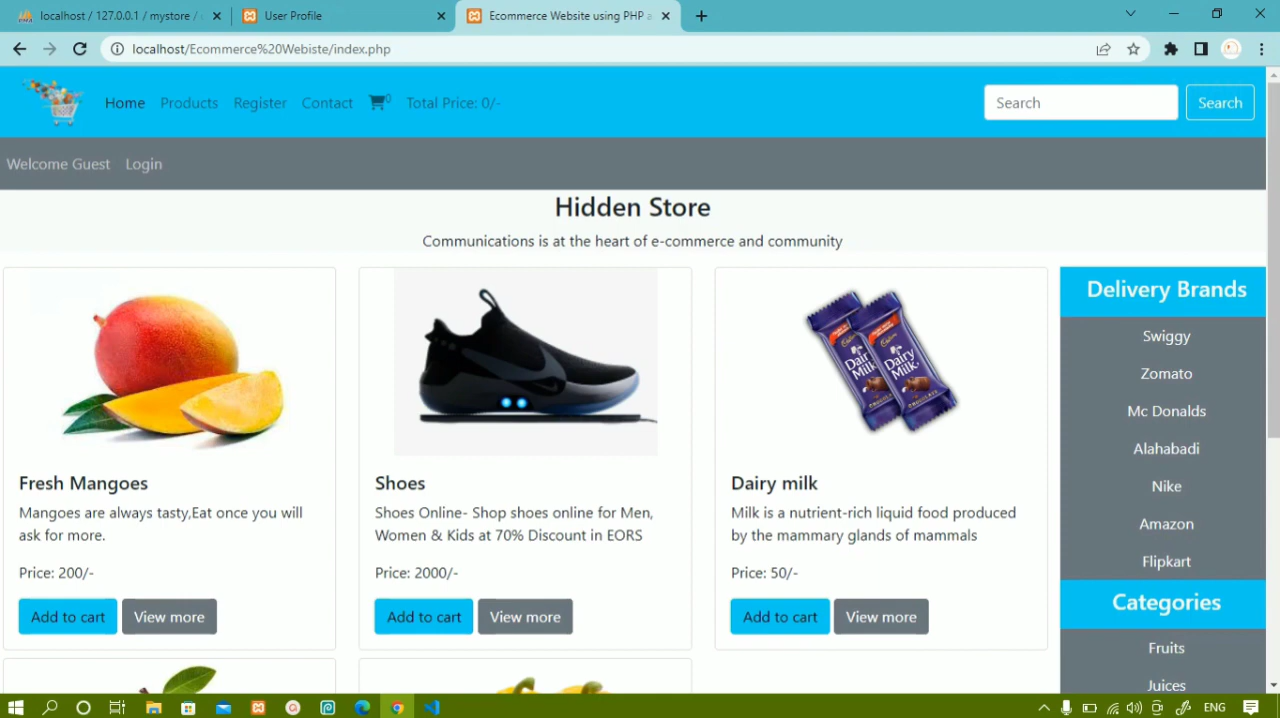 localhost / 127.0.0.1 / mystore /
User Profile
Ecommerce Website using PHP a
localhost/Ecommerce%20Webiste/index.php
Home Products Register Contact 0 Total Price: 0/-
Search Search
Welcome Guest Login
Hidden Store
Communications is at the heart of e-commerce and community
Fresh Mangoes
Mangoes are always tasty,Eat once you will
ask for more.
Price: 200/-
Add to cart View more
Shoes
Shoes Online- Shop shoes online for Men,
Women & Kids at 70% Discount in EORS
Price: 2000/-
Add to cart View more
Cadbury
Dairy
Milk
Dairy milk
Milk is a nutrient-rich liquid food produced
by the mammary glands of mammals
Price: 50/-
Add to cart View more
Delivery Brands
Swiggy
Zomato
Mc Donalds
Alahabadi
Nike
Amazon
Flipkart
Categories
Fruits
Juices
ENG